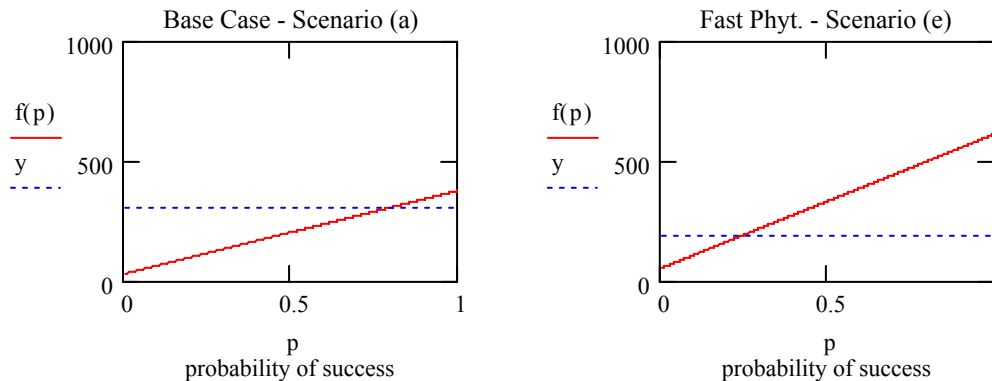 Base Case - Scenario (a)
1000
500
0
f(p)
y
0
0.5
1
p
probability of success
Fast Phyt. - Scenario (e)
1000
500
0
f(p)
y
0
0.5
p
probability of success